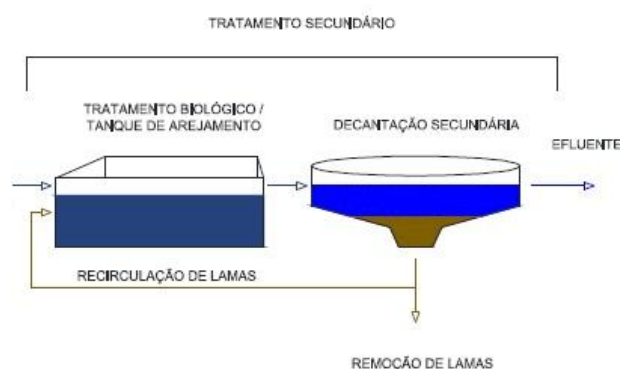 TRATAMENTO SECUNDÁRIO
TRATAMENTO BIOLÓGICO /
TANQUE DE AREJAMENTO
DECANTAÇÃO SECUNDÁRIA
EFLUENTE
RECIRCULAÇÃO DE LAMAS
REMOÇÃO DE LAMAS